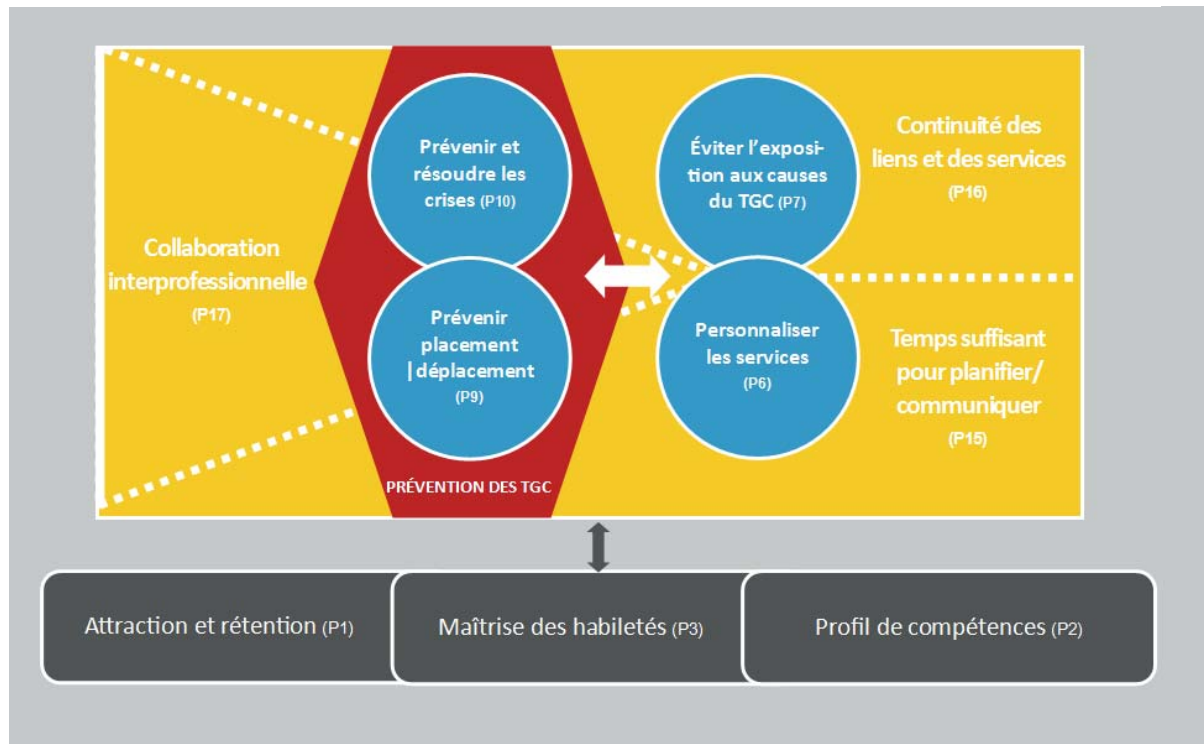 Collaboration
interprofessionnelle
(P17)
Prévenir et
résoudre les
crises (P10)
Prévenir
placement
|déplacement
(P9)
PRÉVENTION DES TGC
Éviter l’exposi-
tion aux causes
du TGC (P7)
Personnaliser
les services
(P6)
Continuité des
liens et des services
(P16)
Temps suffisant
pour planifier/
communiquer
(P15)
Attraction et rétention (P1)
Maîtrise des habiletés (P3)
Profil de compétences (P2)